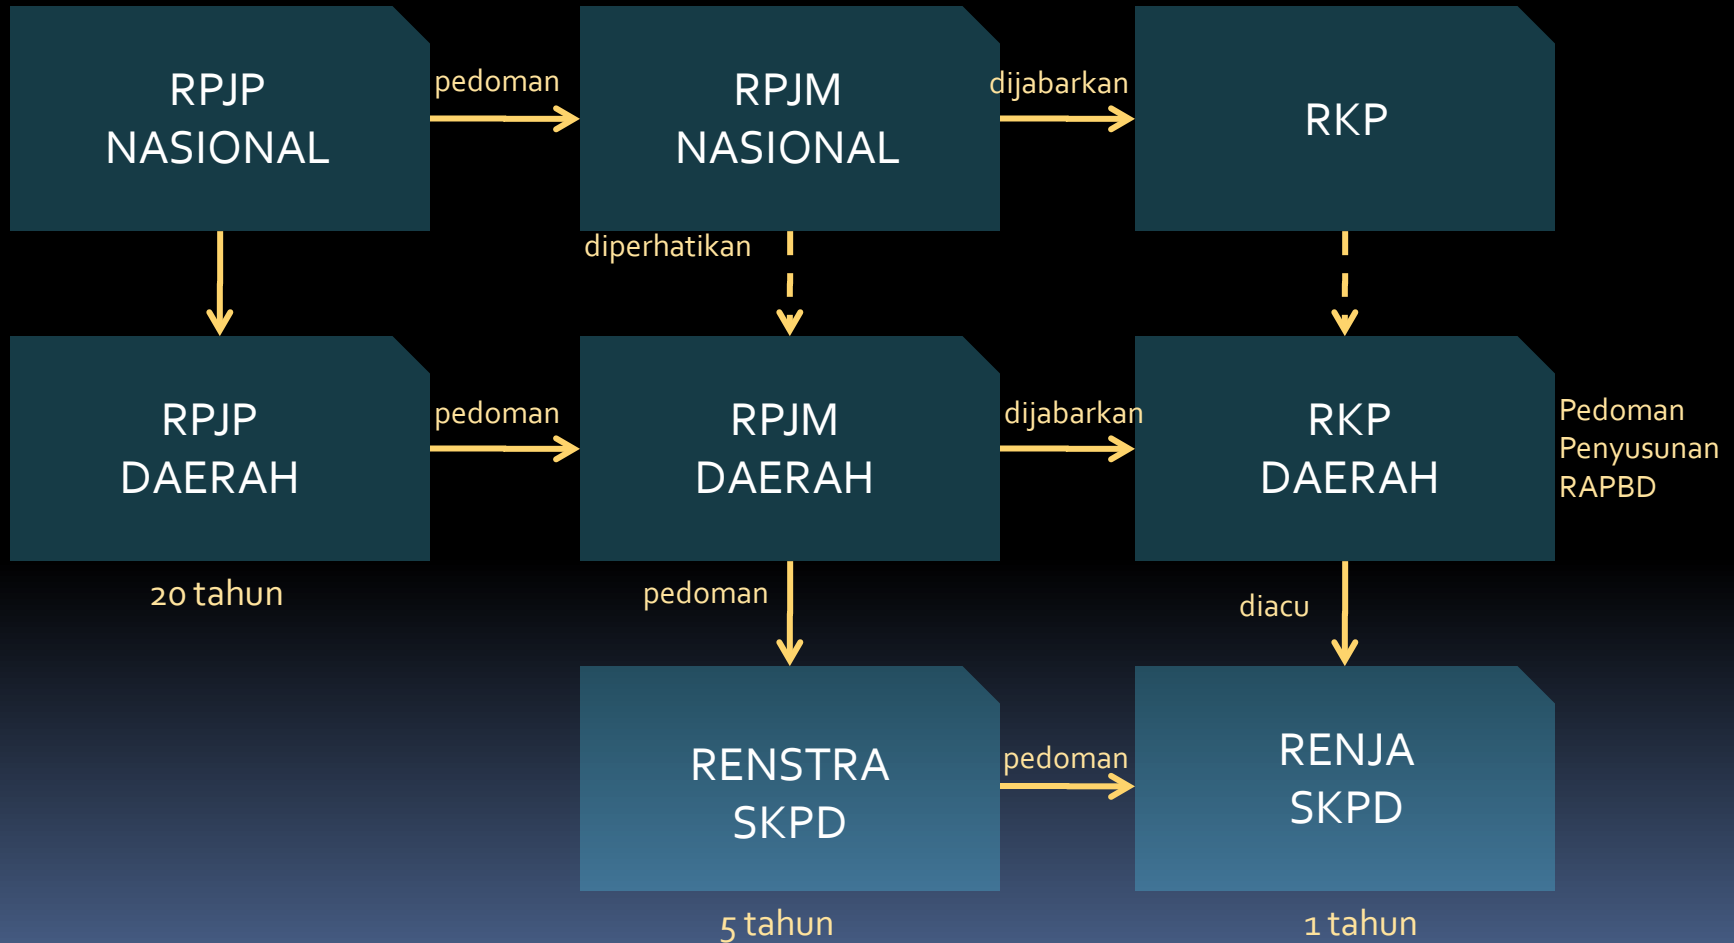 RPJP
NASIONAL
pedoman
RPJM
NASIONAL
dijabarkan
RKP
diperhatikan
RPJP
DAERAH
pedoman
RPJM
DAERAH
dijabarkan
RKP
DAERAH
Pedoman
Penyusunan
RAPBD
20 tahun
pedoman
diacu
RENSTRA
SKPD
pedoman
RENJA
SKPD
5 tahun
1 tahun